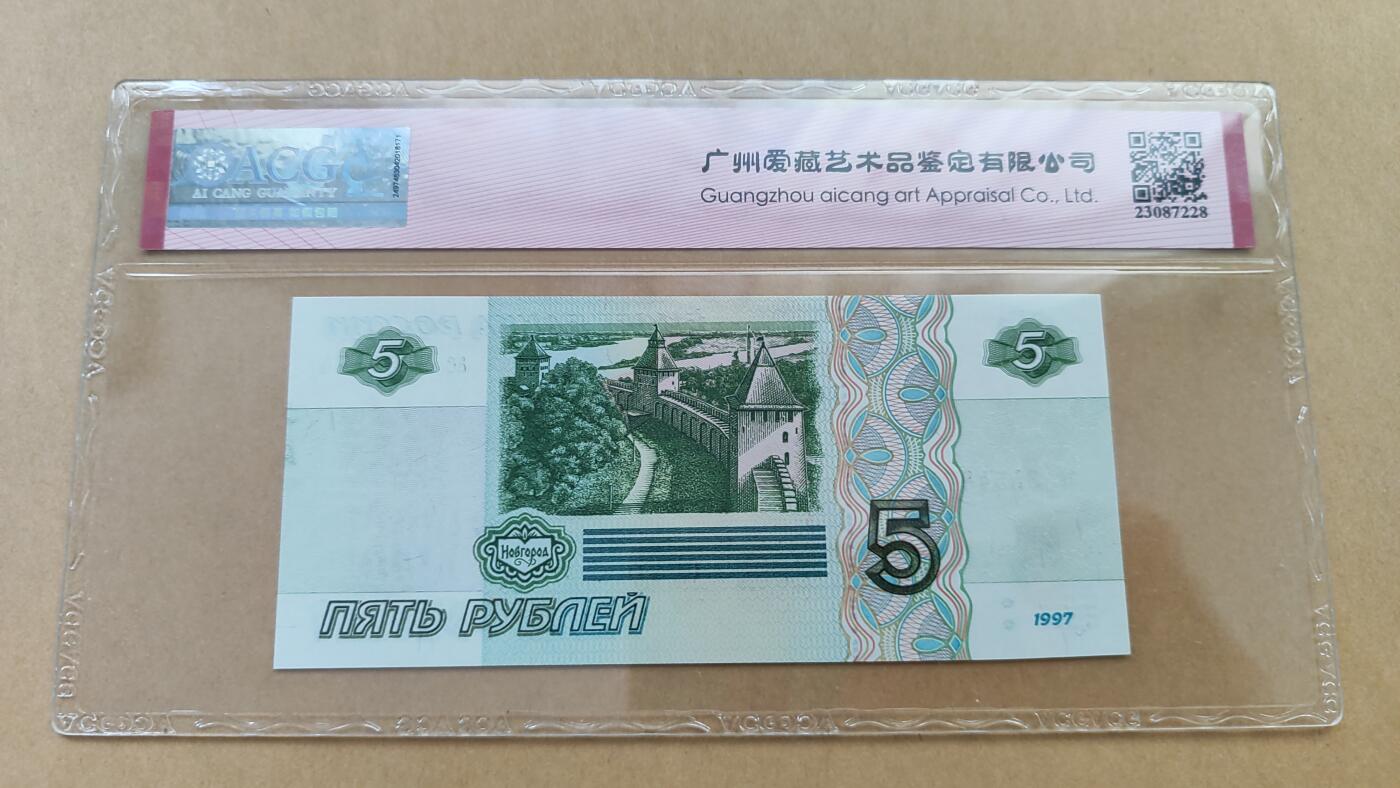 ACG
AI CANG GUARANTY
广州爱藏艺术品鉴定有限公司
Guangzhou aicang art Appraisal Co., Ltd.
23087228
5
5
Новгород
5
ПЯТЬ РУБЛЕЙ
1997